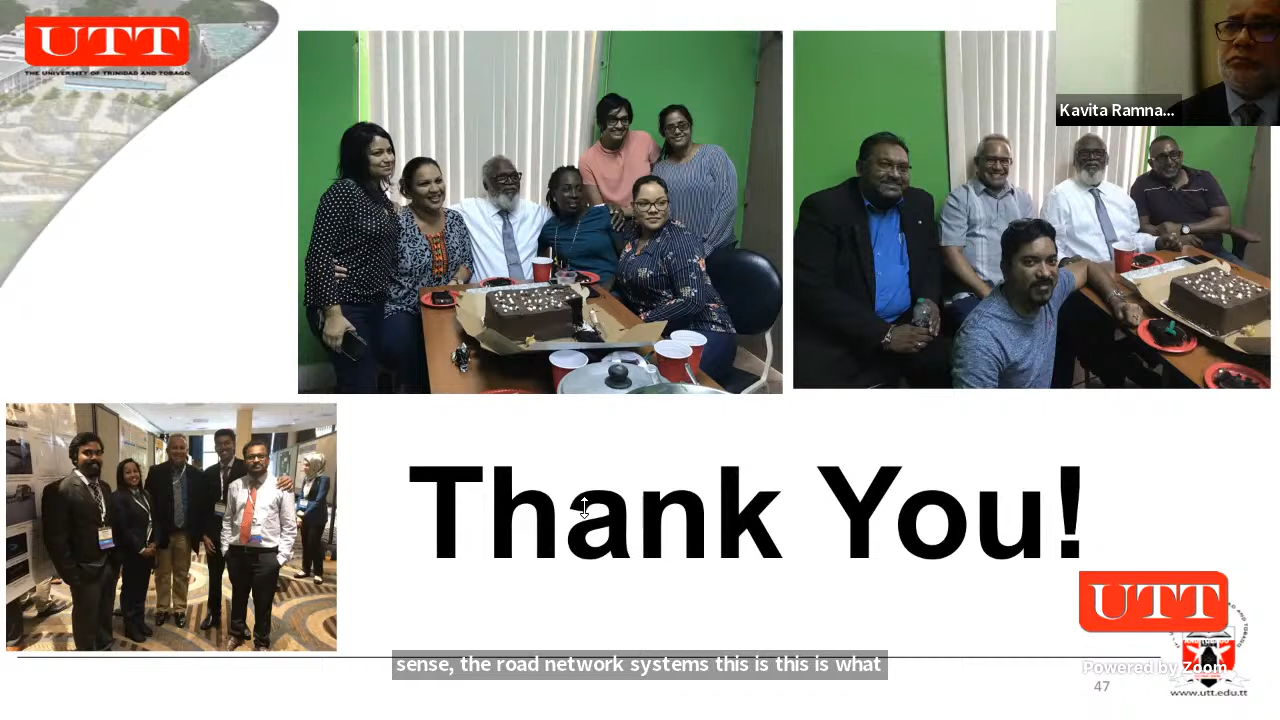 UTT
THE UNIVERSITY OF TRINIDAD AND TOBAGO
Kavita Ramna...
Thank You!
UTT
sense, the road network systems this is this is what
Powered by Zoom
47
www.utt.edu.tt